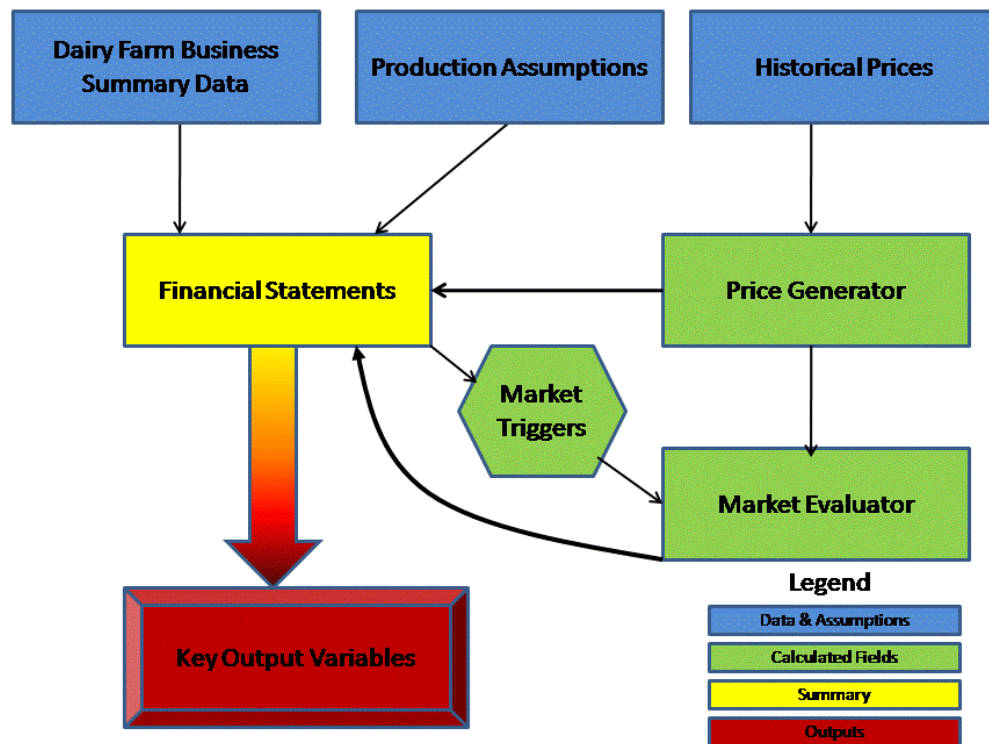 Dairy Farm Business
Summary Data
Production Assumptions
Historical Prices
Financial Statements
Price Generator
Market
Triggers
Market Evaluator
Key Output Variables
Legend
Data & Assumptions
Calculated Fields
Summary
Outputs